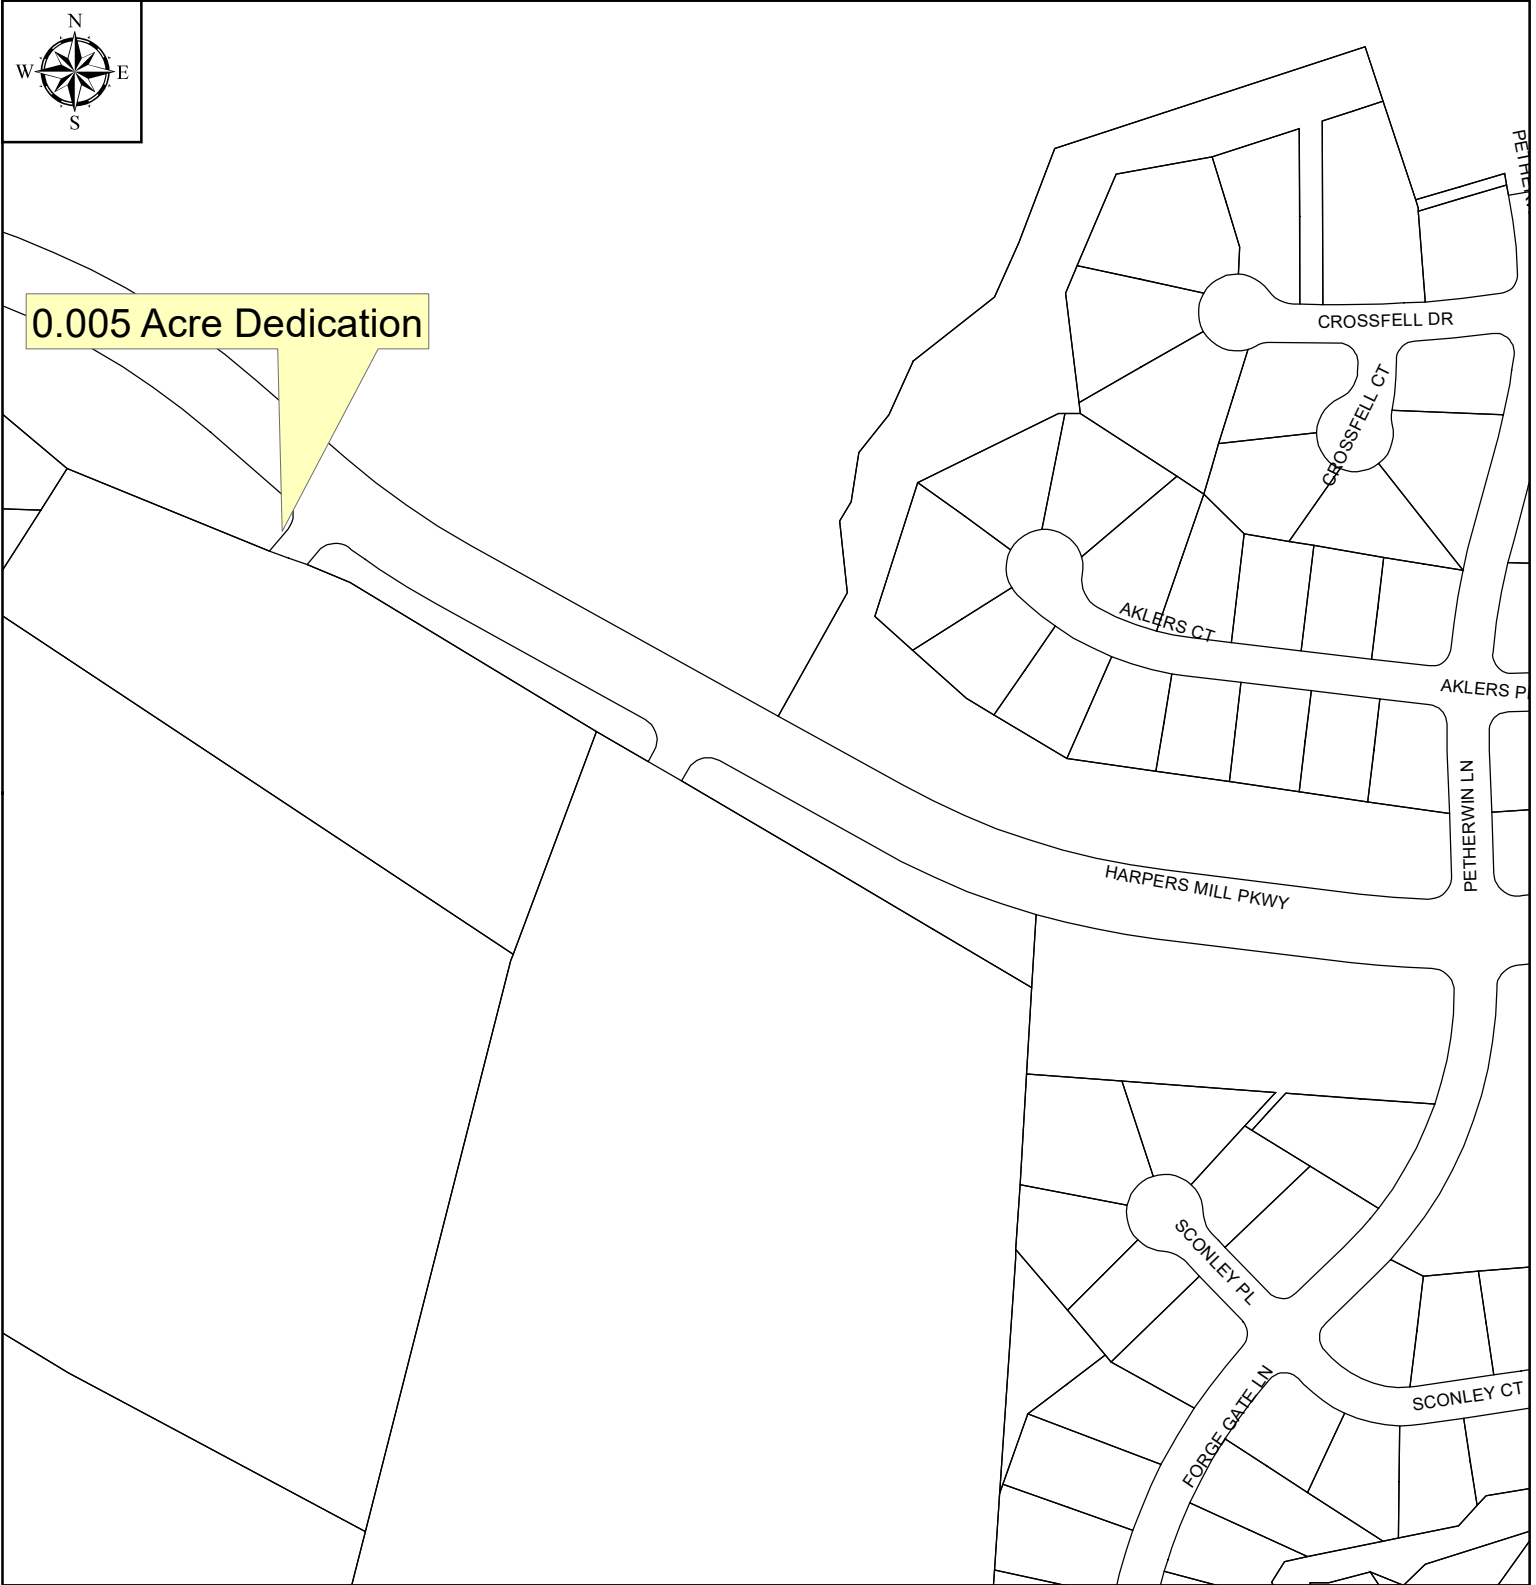 N
W E
S
0.005 Acre Dedication
CROSSFELL DR
CROSSFELL CT
AKLERS CT
AKLERS
PETHERWIN LN
HARPERS MILL PKWY
SCONLEY PL
FORGE GATE LN
SCONLEY CT